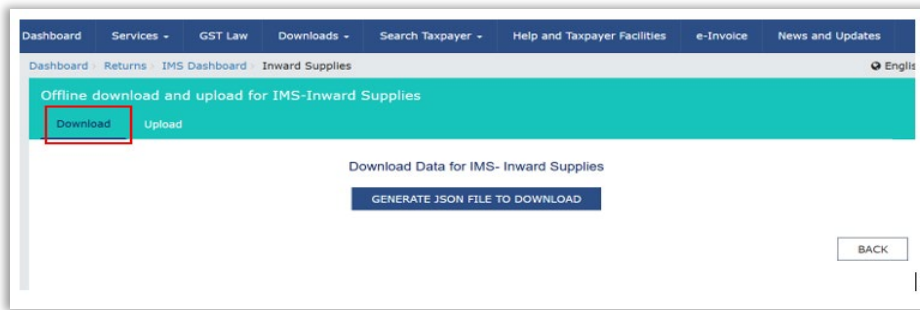 Dashboard Services GST Law Downloads Search Taxpayer Help and Taxpayer Facilities e-Invoice News and Updates
Dashboard › Returns › IMS Dashboard › Inward Supplies Englis
Offline download and upload for IMS-Inward Supplies
Download Upload
Download Data for IMS- Inward Supplies
GENERATE JSON FILE TO DOWNLOAD
BACK